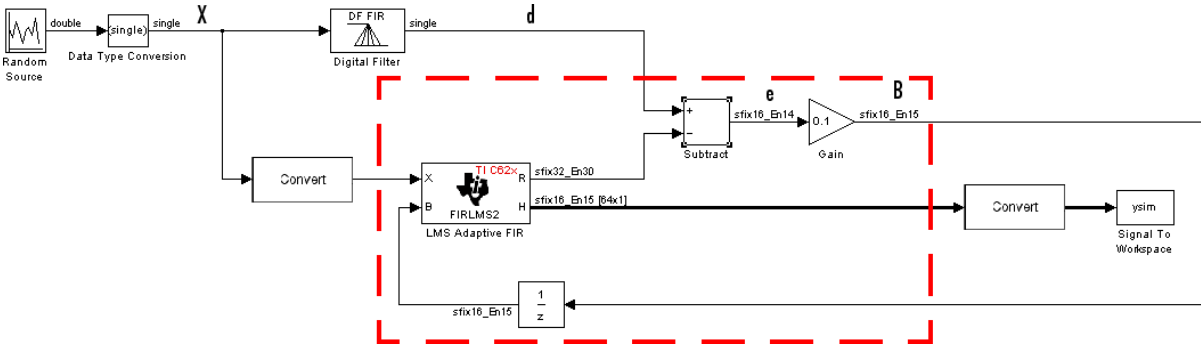 X
d
DF FIR
double
(single)
single
single
Random
Source
Data Type Conversion
Digital Filter
e
B
+
sfix16_En14
0.1
sfix16_En15
−
Subtract
Gain
Convert
TI C62x
X
R
sfix32_En30
B
FIRLMS2
H
sfix16_En15 [64x1]
LMS Adaptive FIR
Convert
ysim
Signal To
Workspace
1
z
sfix16_En15